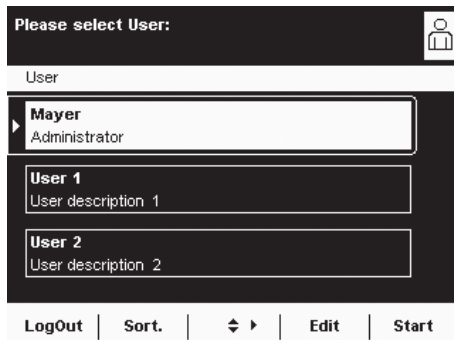 Please select User:
User
Mayer
Administrator
User 1
User description 1
User 2
User description 2
LogOut | Sort. | | Edit | Start